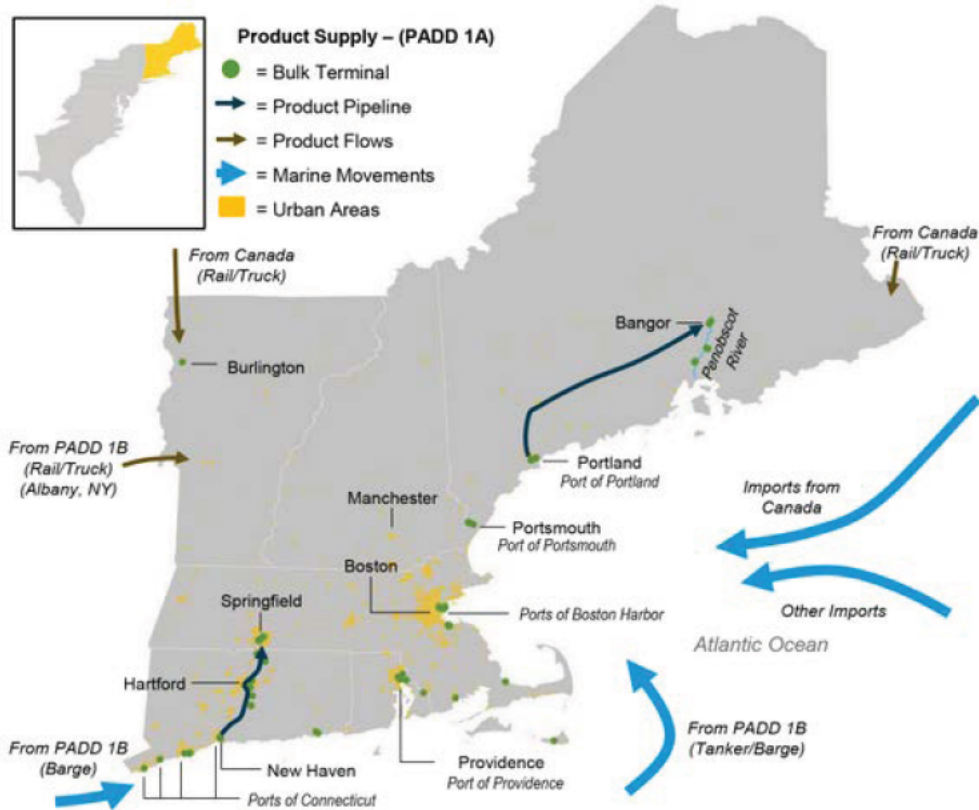 Product Supply – (PADD 1A)
= Bulk Terminal
= Product Pipeline
= Product Flows
= Marine Movements
= Urban Areas
From Canada
(Rail/Truck)
From Canada
(Rail/Truck)
Bangor
Penobscot
River
Burlington
From PADD 1B
(Rail/Truck)
(Albany, NY)
Portland
Port of Portland
Manchester
Imports from
Canada
Portsmouth
Port of Portsmouth
Boston
Springfield
Ports of Boston Harbor
Other Imports
Atlantic Ocean
Hartford
From PADD 1B
(Tanker/Barge)
From PADD 1B
(Barge)
New Haven
Providence
Port of Providence
Ports of Connecticut